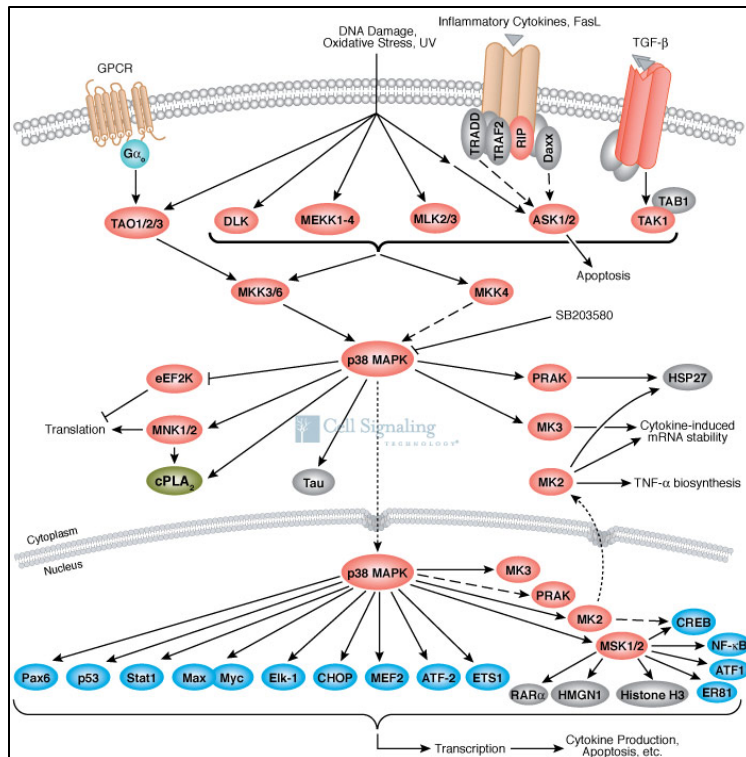 DNA Damage,
Oxidative Stress, UV
Inflammatory Cytokines, FasL
TGF-β
GPCR
Gαo
TRADD
TRAF2
RIP
Daxx
TAB1
TAO1/2/3
DLK
MEKK1-4
MLK2/3
ASK1/2
TAK1
Apoptosis
MKK3/6
MKK4
SB203580
p38 MAPK
eEF2K
PRAK
HSP27
Translation
MNK1/2
Cell Signaling
TECHNOLOGY®
MK3
Cytokine-induced
mRNA stability
cPLA2
Tau
MK2
TNF-α biosynthesis
Cytoplasm
Nucleus
p38 MAPK
MK3
PRAK
MK2
CREB
MSK1/2
NF-κB
ATF1
Pax6
p53
Stat1
Max
Myc
Elk-1
CHOP
MEF2
ATF-2
ETS1
RARα
HMGN1
Histone H3
ER81
Transcription
Cytokine Production,
Apoptosis, etc.